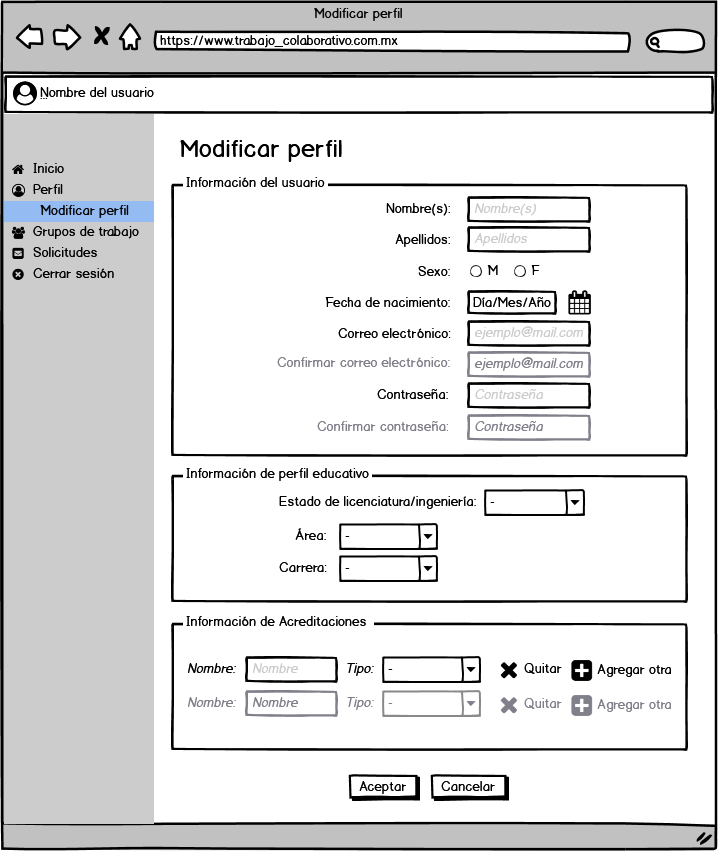 Modificar perfil
https://www.trabajo_colaborativo.com.mx
Nombre del usuario
Inicio
Perfil
Modificar perfil
Grupos de trabajo
Solicitudes
Cerrar sesión
Modificar perfil
Información del usuario
Nombre(s): Nombre(s)
Apellidos: Apellidos
Sexo: M F
Fecha de nacimiento: Día/Mes/Año
Correo electrónico: ejemplo@mail.com
Confirmar correo electrónico: ejemplo@mail.com
Contraseña: Contraseña
Confirmar contraseña: Contraseña
Información de perfil educativo
Estado de licenciatura/ingeniería: -
Área: -
Carrera: -
Información de Acreditaciones
Nombre: Nombre Tipo: - Quitar Agregar otra
Nombre: Nombre Tipo: - Quitar Agregar otra
Aceptar Cancelar